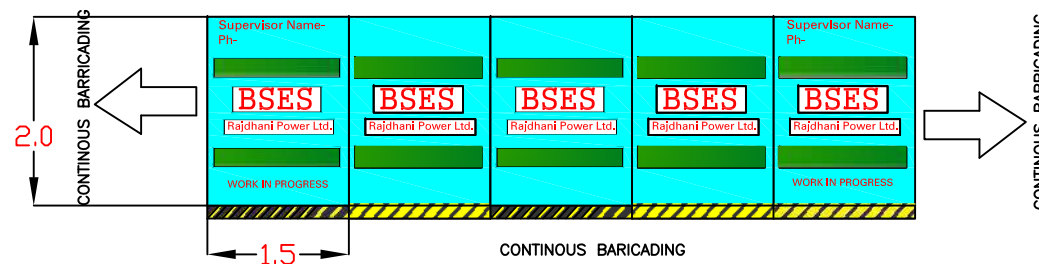 Supervisor Name-
Ph-
BSES
Rajdhani Power Ltd.
WORK IN PROGRESS
BSES
Rajdhani Power Ltd.
BSES
Rajdhani Power Ltd.
BSES
Rajdhani Power Ltd.
Supervisor Name-
Ph-
BSES
Rajdhani Power Ltd.
WORK IN PROGRESS
2.0
CONTINOUS BARRICADING
CONTINOUS BARRICADING
1.5
CONTINOUS BARICADING